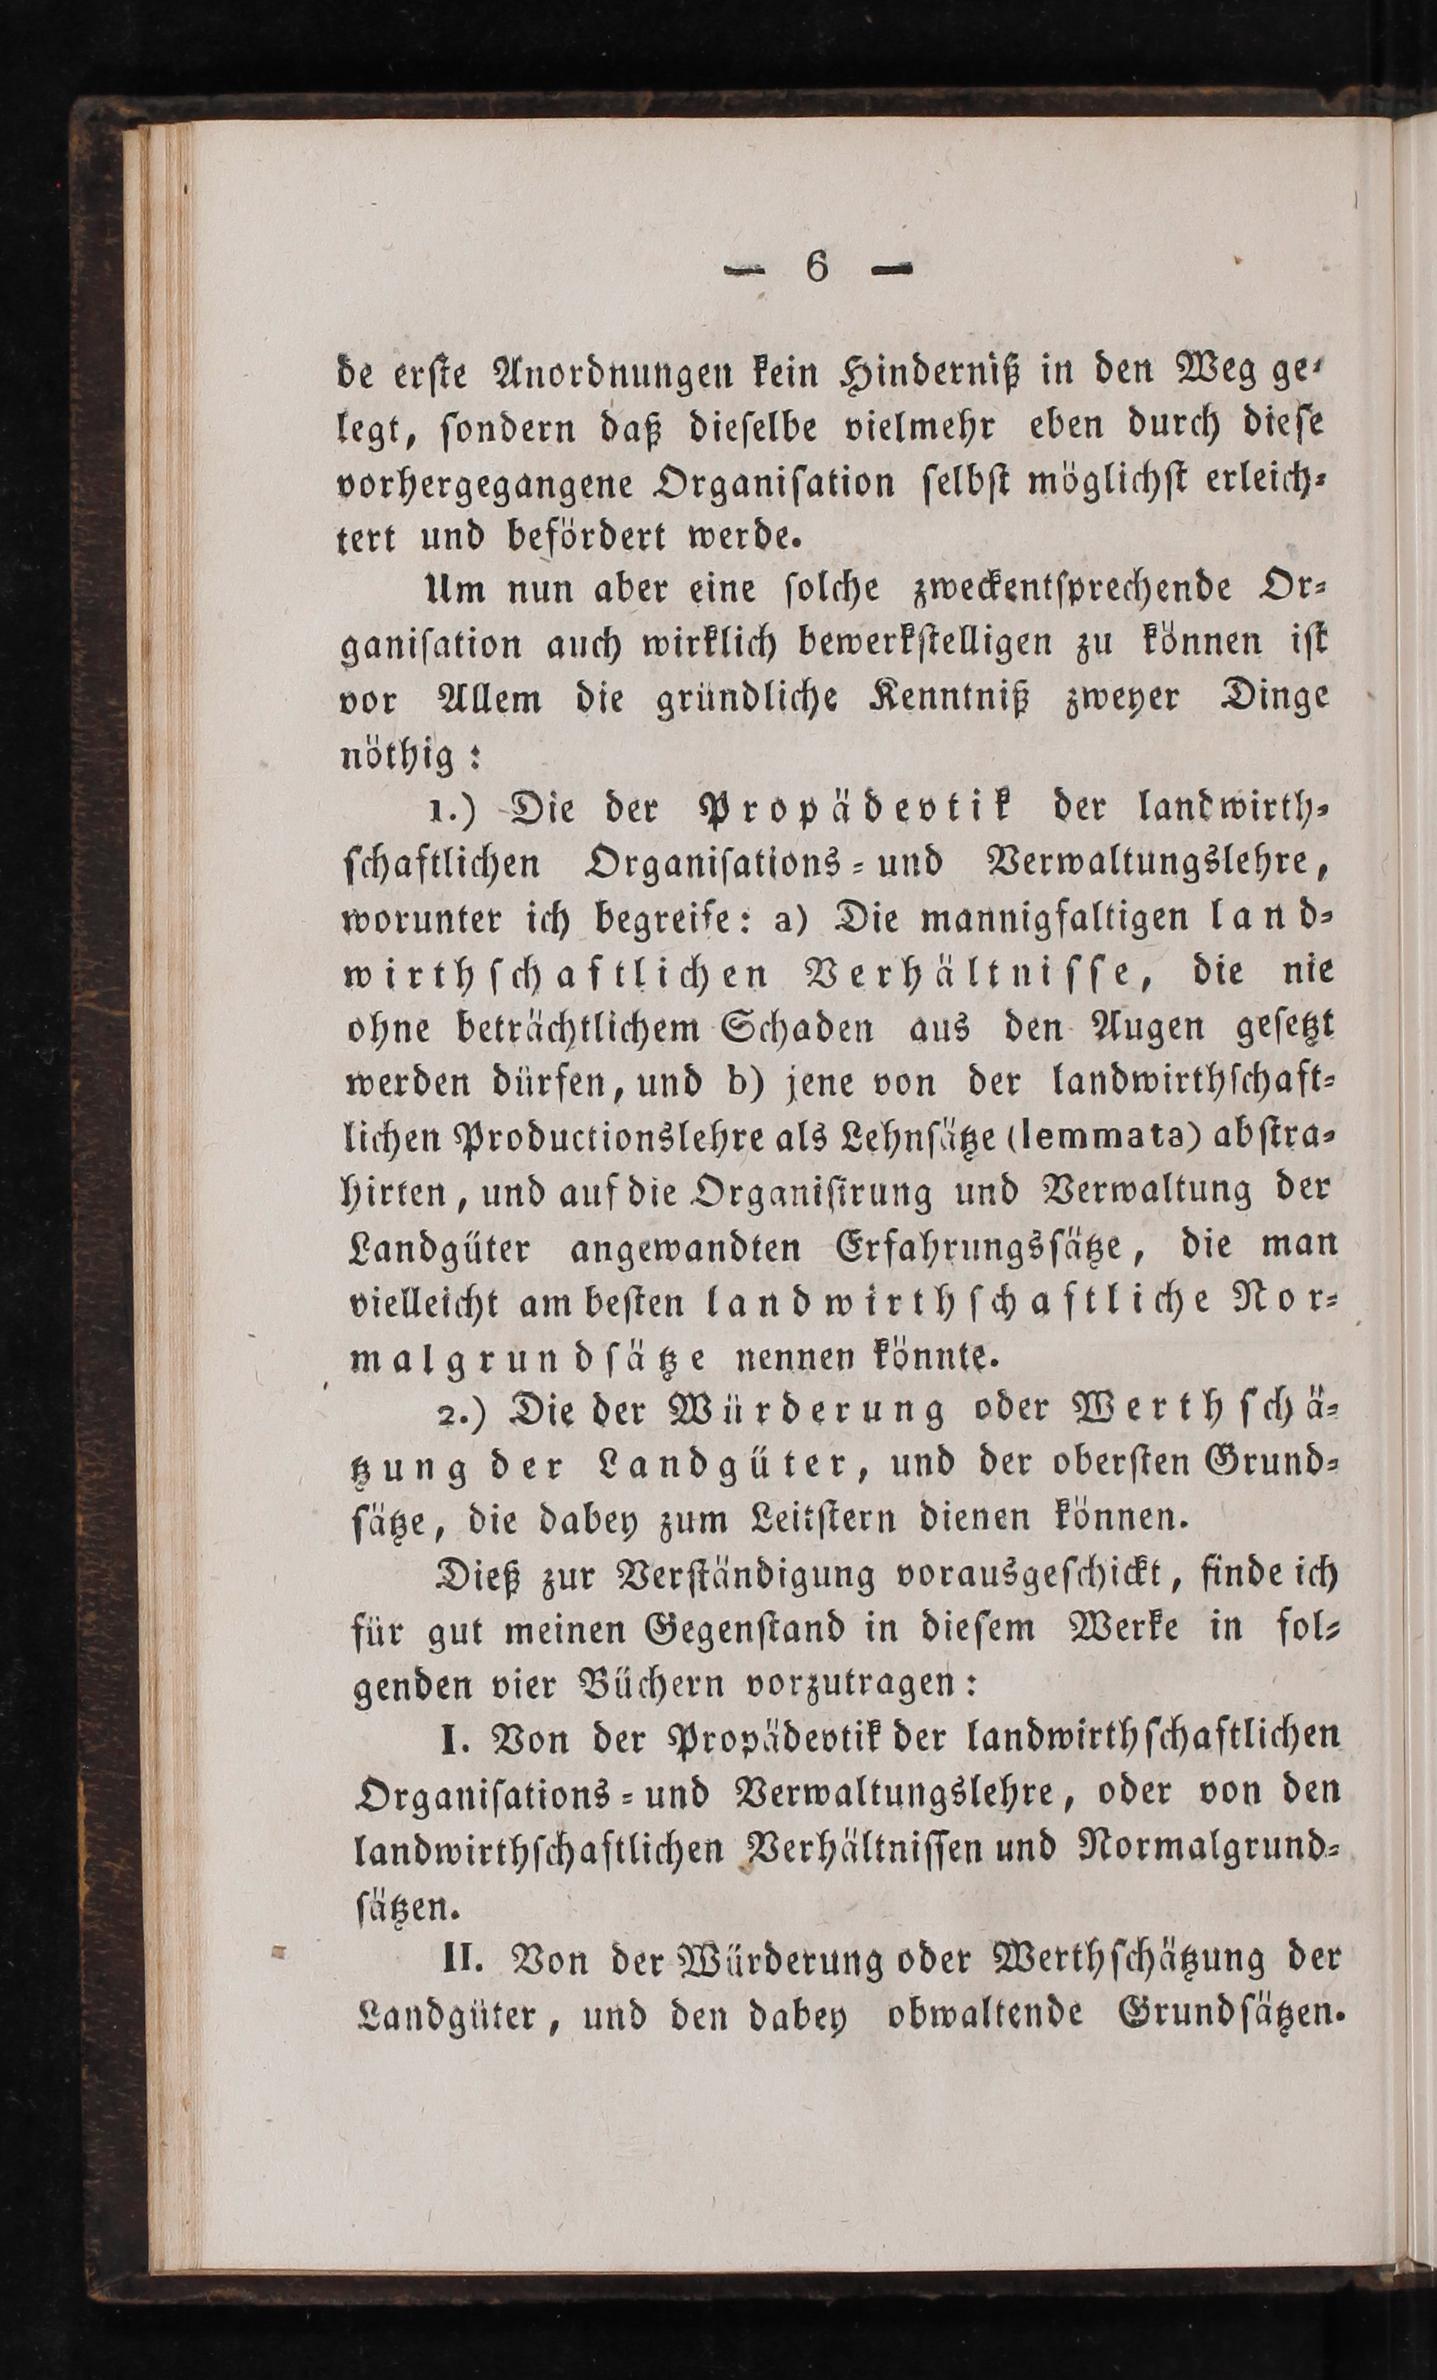 — 6 —
de erſte Anordnungen kein Hinderniß in den Weg ge⸗
legt, ſondern daß dieſelbe vielmehr eben durch dieſe
vorhergegangene Organiſation ſelbſt möglichſt erleich⸗
tert und befördert werde.
Um nun aber eine ſolche zweckentſprechende Or⸗
ganiſation auch wirklich bewerkſtelligen zu können iſt
vor Allem die gründliche Kenntniß zweyer Dinge
nöthig:
1.) Die der Propädevtik der landwirth⸗
ſchaftlichen Organiſations⸗und Verwaltungslehre,
worunter ich begreife: a) Die mannigfaltigen land⸗
wirthſchaftlichen Verhältniſſe, die nie
ohne beträchtlichem Schaden aus den Augen geſetzt
werden dürfen, und b) jene von der landwirthſchaft⸗
lichen Productionslehre als Lehnſätze (lemmata) abſtra⸗
hirten, und auf die Organiſirung und Verwaltung der
Landgüter angewandten Erfahrungsſätze, die man
vielleicht am beſten landwirthſchaftliche Nor⸗
malgrundſätze nennen könnte.
2.) Die der Würderung oder Werthſchä⸗
tzung der Landgüter, und der oberſten Grund⸗
ſätze, die dabey zum Leitſtern dienen können.
Dieß zur Verſtändigung vorausgeſchickt, finde ich
für gut meinen Gegenſtand in dieſem Werke in fol⸗
genden vier Büchern vorzutragen:
I. Von der Propädevtik der landwirthſchaftlichen
Organiſations⸗und Verwaltungslehre, oder von den
landwirthſchaftlichen Verhältniſſen und Normalgrund⸗
ſätzen.
II. Von der Würderung oder Werthſchätzung der
Landgüter, und den dabey obwaltende Grundſätzen.